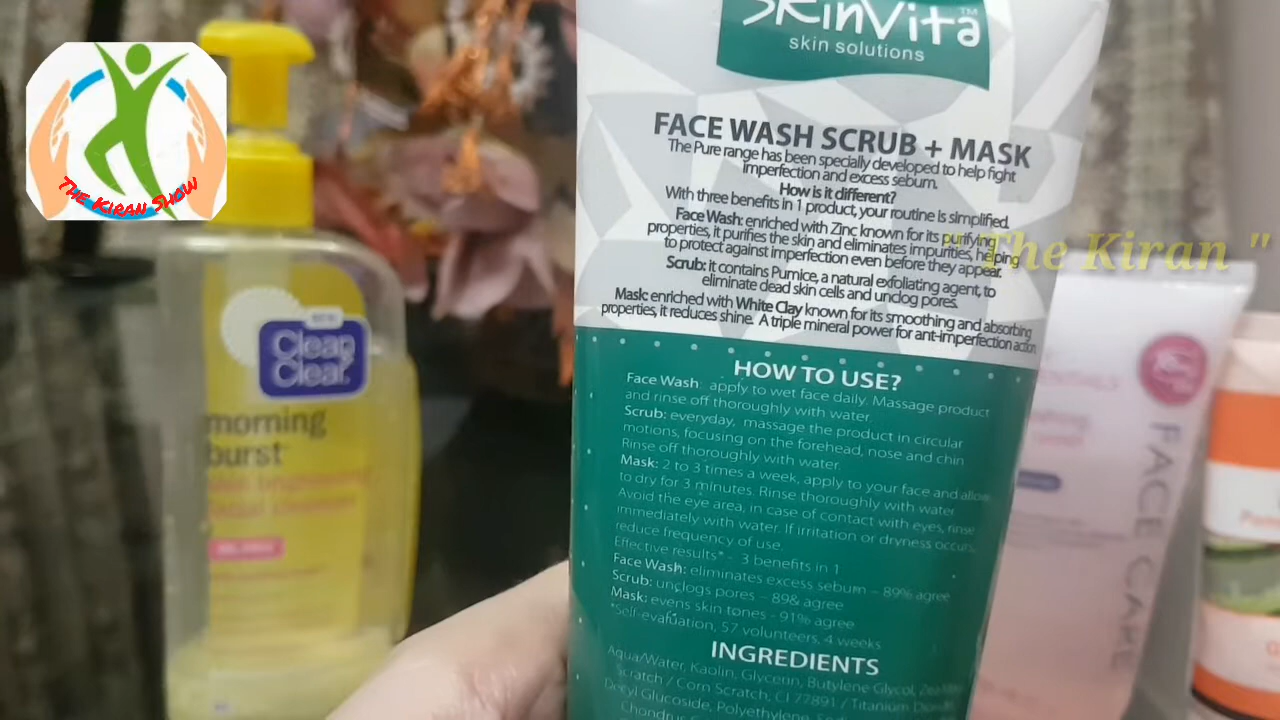 The Kiran Show
SkinVita™
skin solutions
FACE WASH SCRUB + MASK
The Pure range has been specially developed to help fight
imperfection and excess sebum.
How is it different?
With three benefits in 1 product, your routine is simplified.
Face Wash: enriched with Zinc known for its purifying
properties, it purifies the skin and eliminates impurities, helping
to protect against imperfection even before they appear.
Scrub: it contains Pumice, a natural exfoliating agent, to
eliminate dead skin cells and unclog pores.
Mask: enriched with White Clay known for its smoothing and absorbing
properties, it reduces shine. A triple mineral power for anti-imperfection action
HOW TO USE?
Face Wash: apply to wet face daily. Massage product
and rinse off thoroughly with water.
Scrub: everyday, massage the product in circular
motions, focusing on the forehead, nose and chin
Rinse off thoroughly with water.
Mask: 2 to 3 times a week, apply to your face and allow
to dry for 3 minutes. Rinse thoroughly with water
Avoid the eye area, in case of contact with eyes, rinse
immediately with water. If irritation or dryness occurs,
reduce frequency of use.
Effective results* - 3 benefits in 1
Face Wash: eliminates excess sebum – 89% agree
Scrub: unclogs pores – 89& agree
Mask: evens skin tones - 91% agree
*Self-evaluation, 57 volunteers, 4 weeks
INGREDIENTS
Aqua/Water, Kaolin, Glycerin, Butylene Glycol, Zea
Scratch / Corn Scratch, CI 77891 / Titanium
Decyl Glucoside, Polyethylene,
Chondrus
" The Kiran "
Clean
Clear
morning
burst
FACE CARE